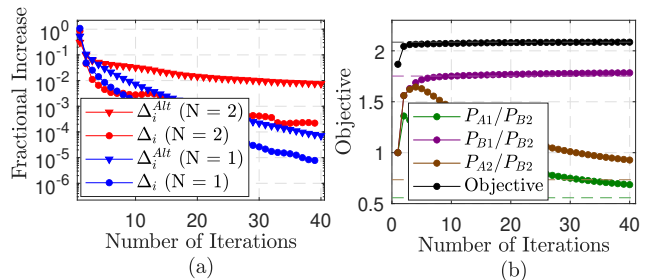 Fractional Increase
10^1
10^0
10^-1
10^-2
10^-3
10^-4
10^-5
10^-6
Δ_i^Alt (N = 2)
Δ_i (N = 2)
Δ_i^Alt (N = 1)
Δ_i (N = 1)
10 20 30 40
Number of Iterations
(a)
Objective
2
1.5
1
0.5
P_A1/P_B2
P_B1/P_B2
P_A2/P_B2
Objective
0 10 20 30 40
Number of Iterations
(b)